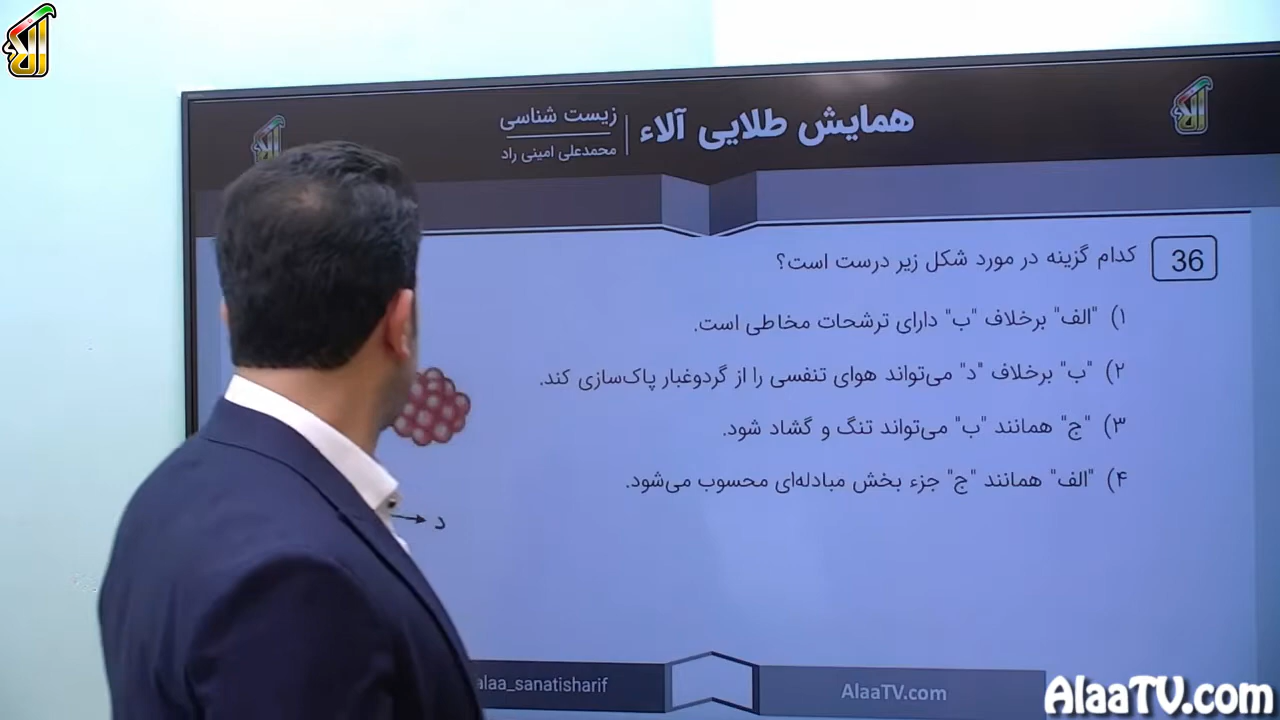 همایش طلایی آلاء
زیست شناسی
محمدعلی امینی راد
36
کدام گزینه در مورد شکل زیر درست است؟
۱) "الف" برخلاف "ب" دارای ترشحات مخاطی است.
۲) "ب" برخلاف "د" می‌تواند هوای تنفسی را از گردوغبار پاک‌سازی کند.
۳) "ج" همانند "ب" می‌تواند تنگ و گشاد شود.
۴) "الف" همانند "ج" جزء بخش مبادله‌ای محسوب می‌شود.
د
alaa_sanatisharif
AlaaTV.com
AlaaTV.com